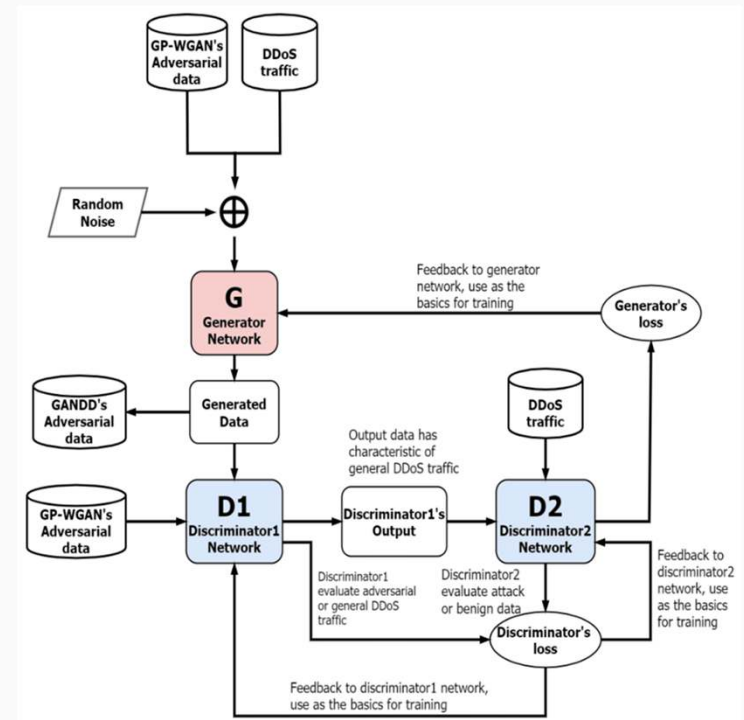 GP-WGAN's
Adversarial
data
DDoS
traffic
Random
Noise
G
Generator
Network
Feedback to generator
network, use as the
basics for training
Generator's
loss
GANDD's
Adversarial
data
Generated
Data
DDoS
traffic
Output data has
characteristic of
general DDoS traffic
GP-WGAN's
Adversarial
data
D1
Discriminator1
Network
Discriminator1's
Output
D2
Discriminator2
Network
Discriminator1
evaluate adversarial
or general DDoS
traffic
Discriminator2
evaluate attack
or benign data
Feedback to
discriminator2
network, use
as the basics
for training
Discriminator's
loss
Feedback to discriminator1 network,
use as the basics for training